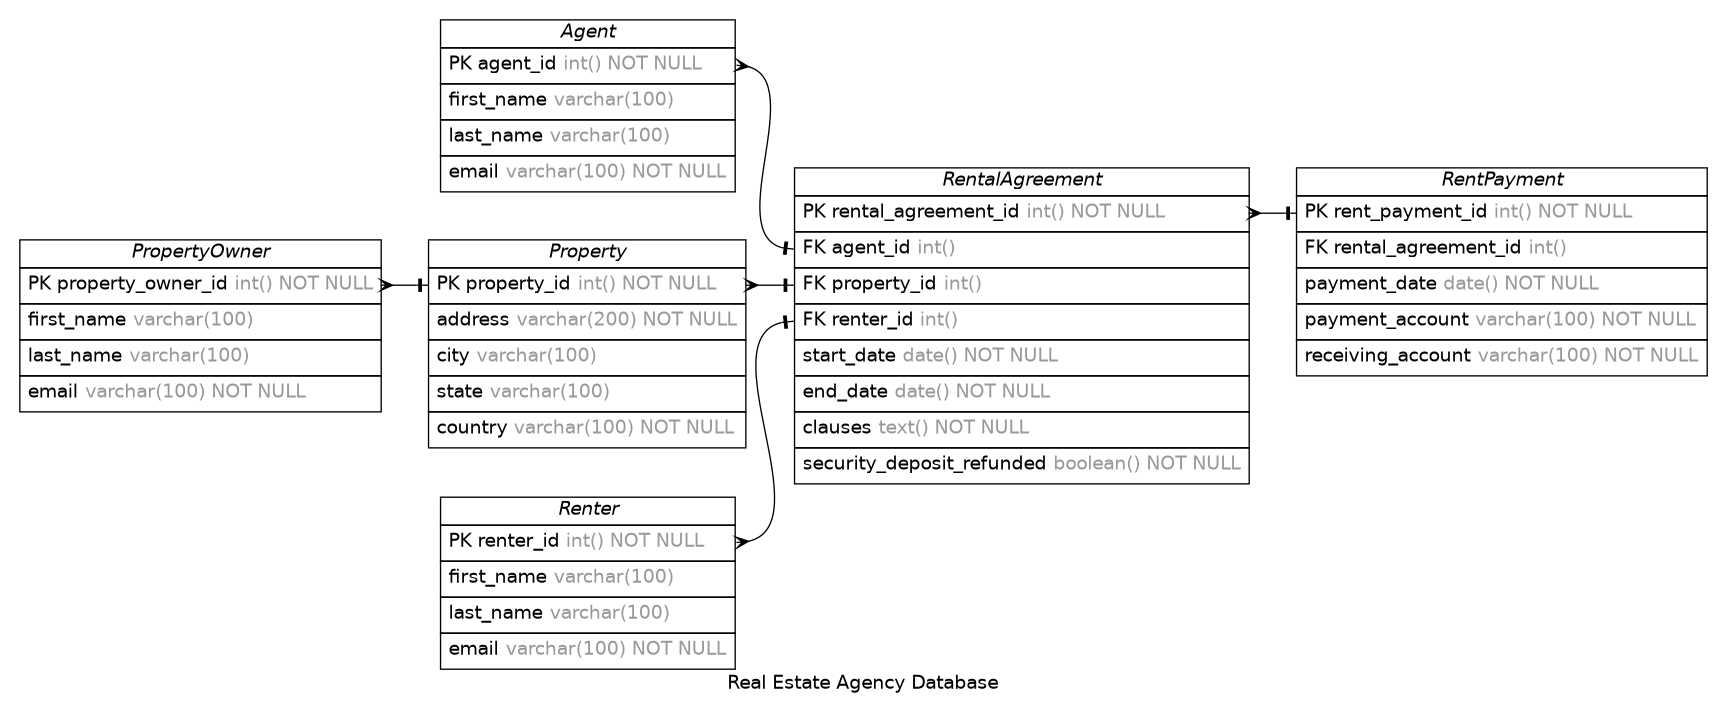 Agent
PK agent_id int() NOT NULL
first_name varchar(100)
last_name varchar(100)
email varchar(100) NOT NULL
PropertyOwner
PK property_owner_id int() NOT NULL
first_name varchar(100)
last_name varchar(100)
email varchar(100) NOT NULL
Property
PK property_id int() NOT NULL
address varchar(200) NOT NULL
city varchar(100)
state varchar(100)
country varchar(100) NOT NULL
Renter
PK renter_id int() NOT NULL
first_name varchar(100)
last_name varchar(100)
email varchar(100) NOT NULL
RentalAgreement
PK rental_agreement_id int() NOT NULL
FK agent_id int()
FK property_id int()
FK renter_id int()
start_date date() NOT NULL
end_date date() NOT NULL
clauses text() NOT NULL
security_deposit_refunded boolean() NOT NULL
RentPayment
PK rent_payment_id int() NOT NULL
FK rental_agreement_id int()
payment_date date() NOT NULL
payment_account varchar(100) NOT NULL
receiving_account varchar(100) NOT NULL
Real Estate Agency Database